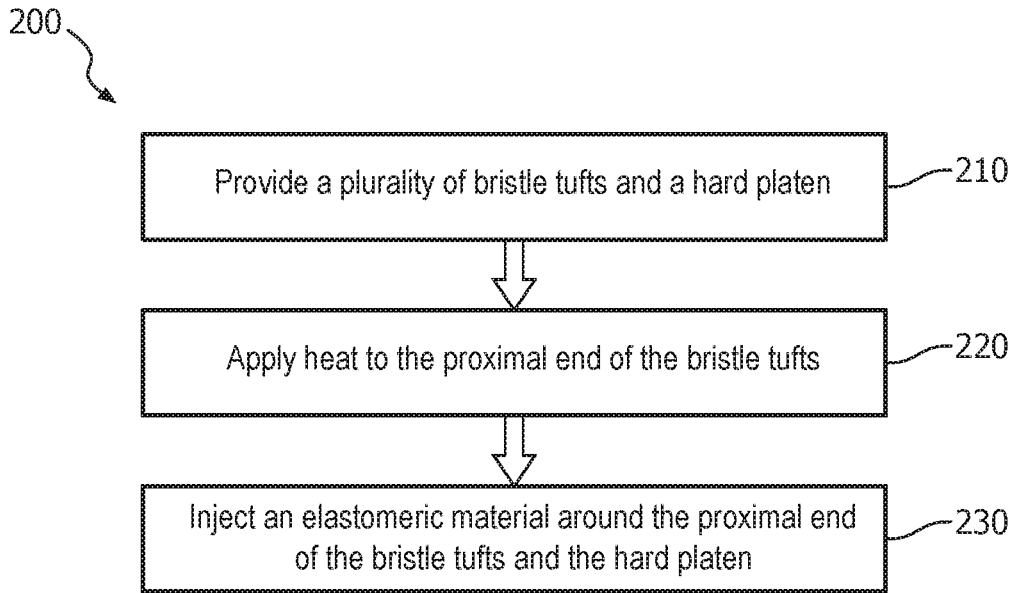 200
Provide a plurality of bristle tufts and a hard platen
210
Apply heat to the proximal end of the bristle tufts
220
Inject an elastomeric material around the proximal end
of the bristle tufts and the hard platen
230